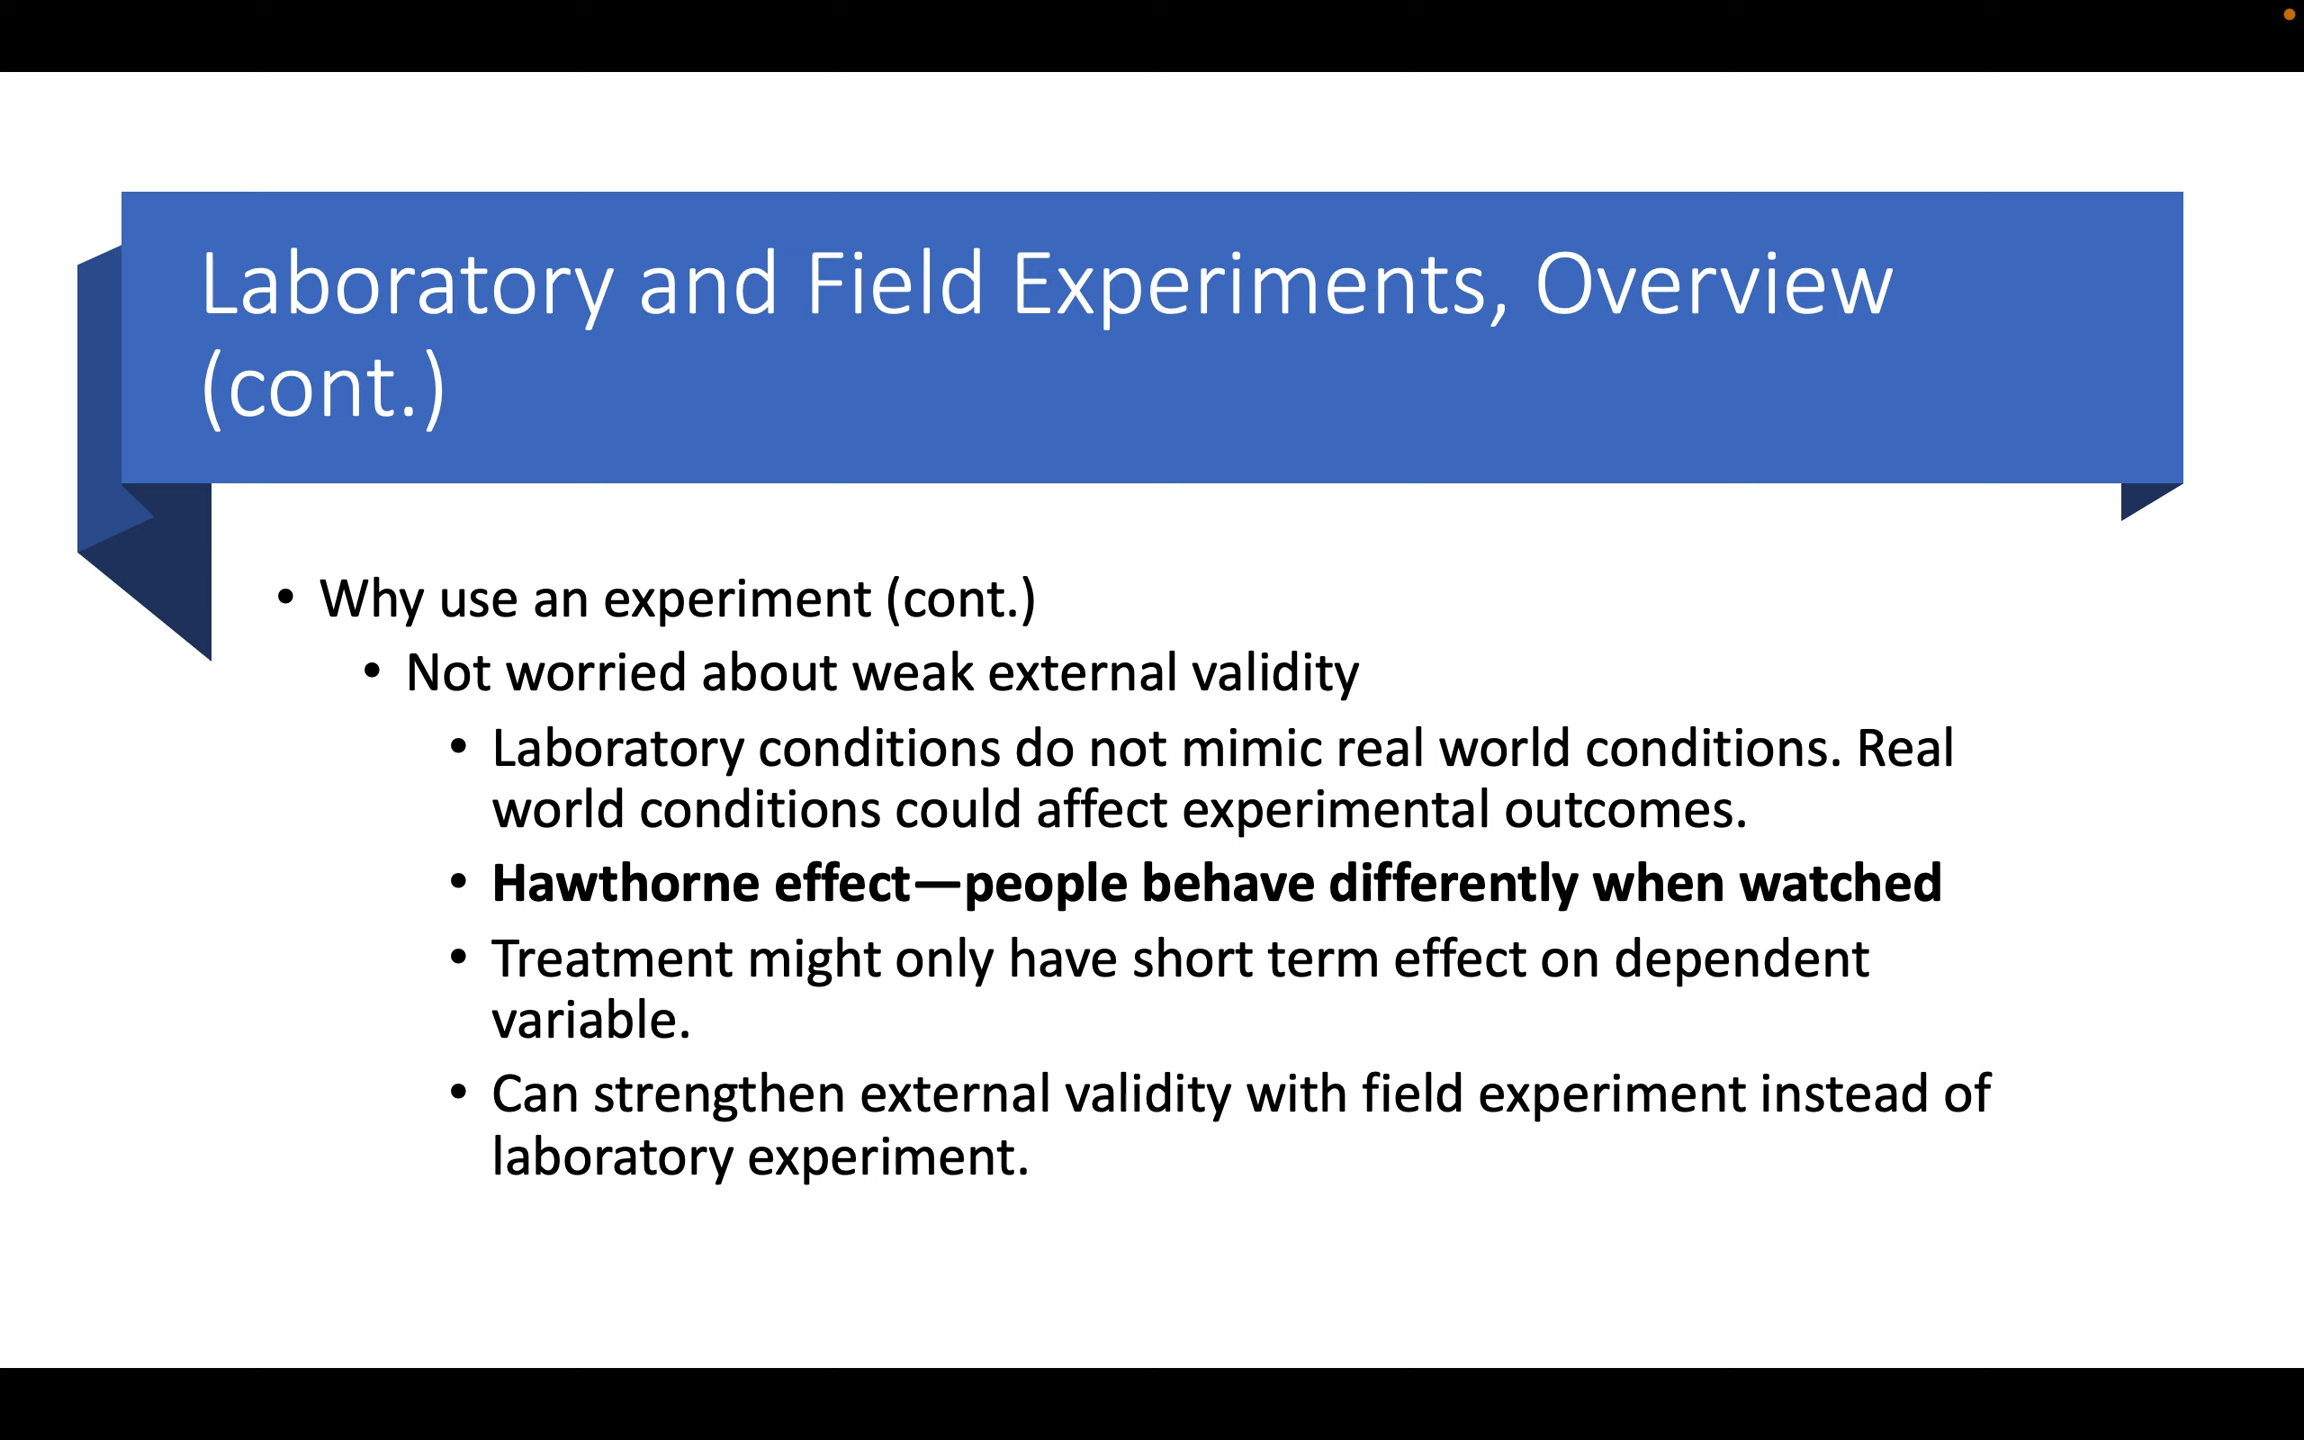 Laboratory and Field Experiments, Overview
(cont.)
• Why use an experiment (cont.)
• Not worried about weak external validity
• Laboratory conditions do not mimic real world conditions. Real
world conditions could affect experimental outcomes.
• Hawthorne effect—people behave differently when watched
• Treatment might only have short term effect on dependent
variable.
• Can strengthen external validity with field experiment instead of
laboratory experiment.